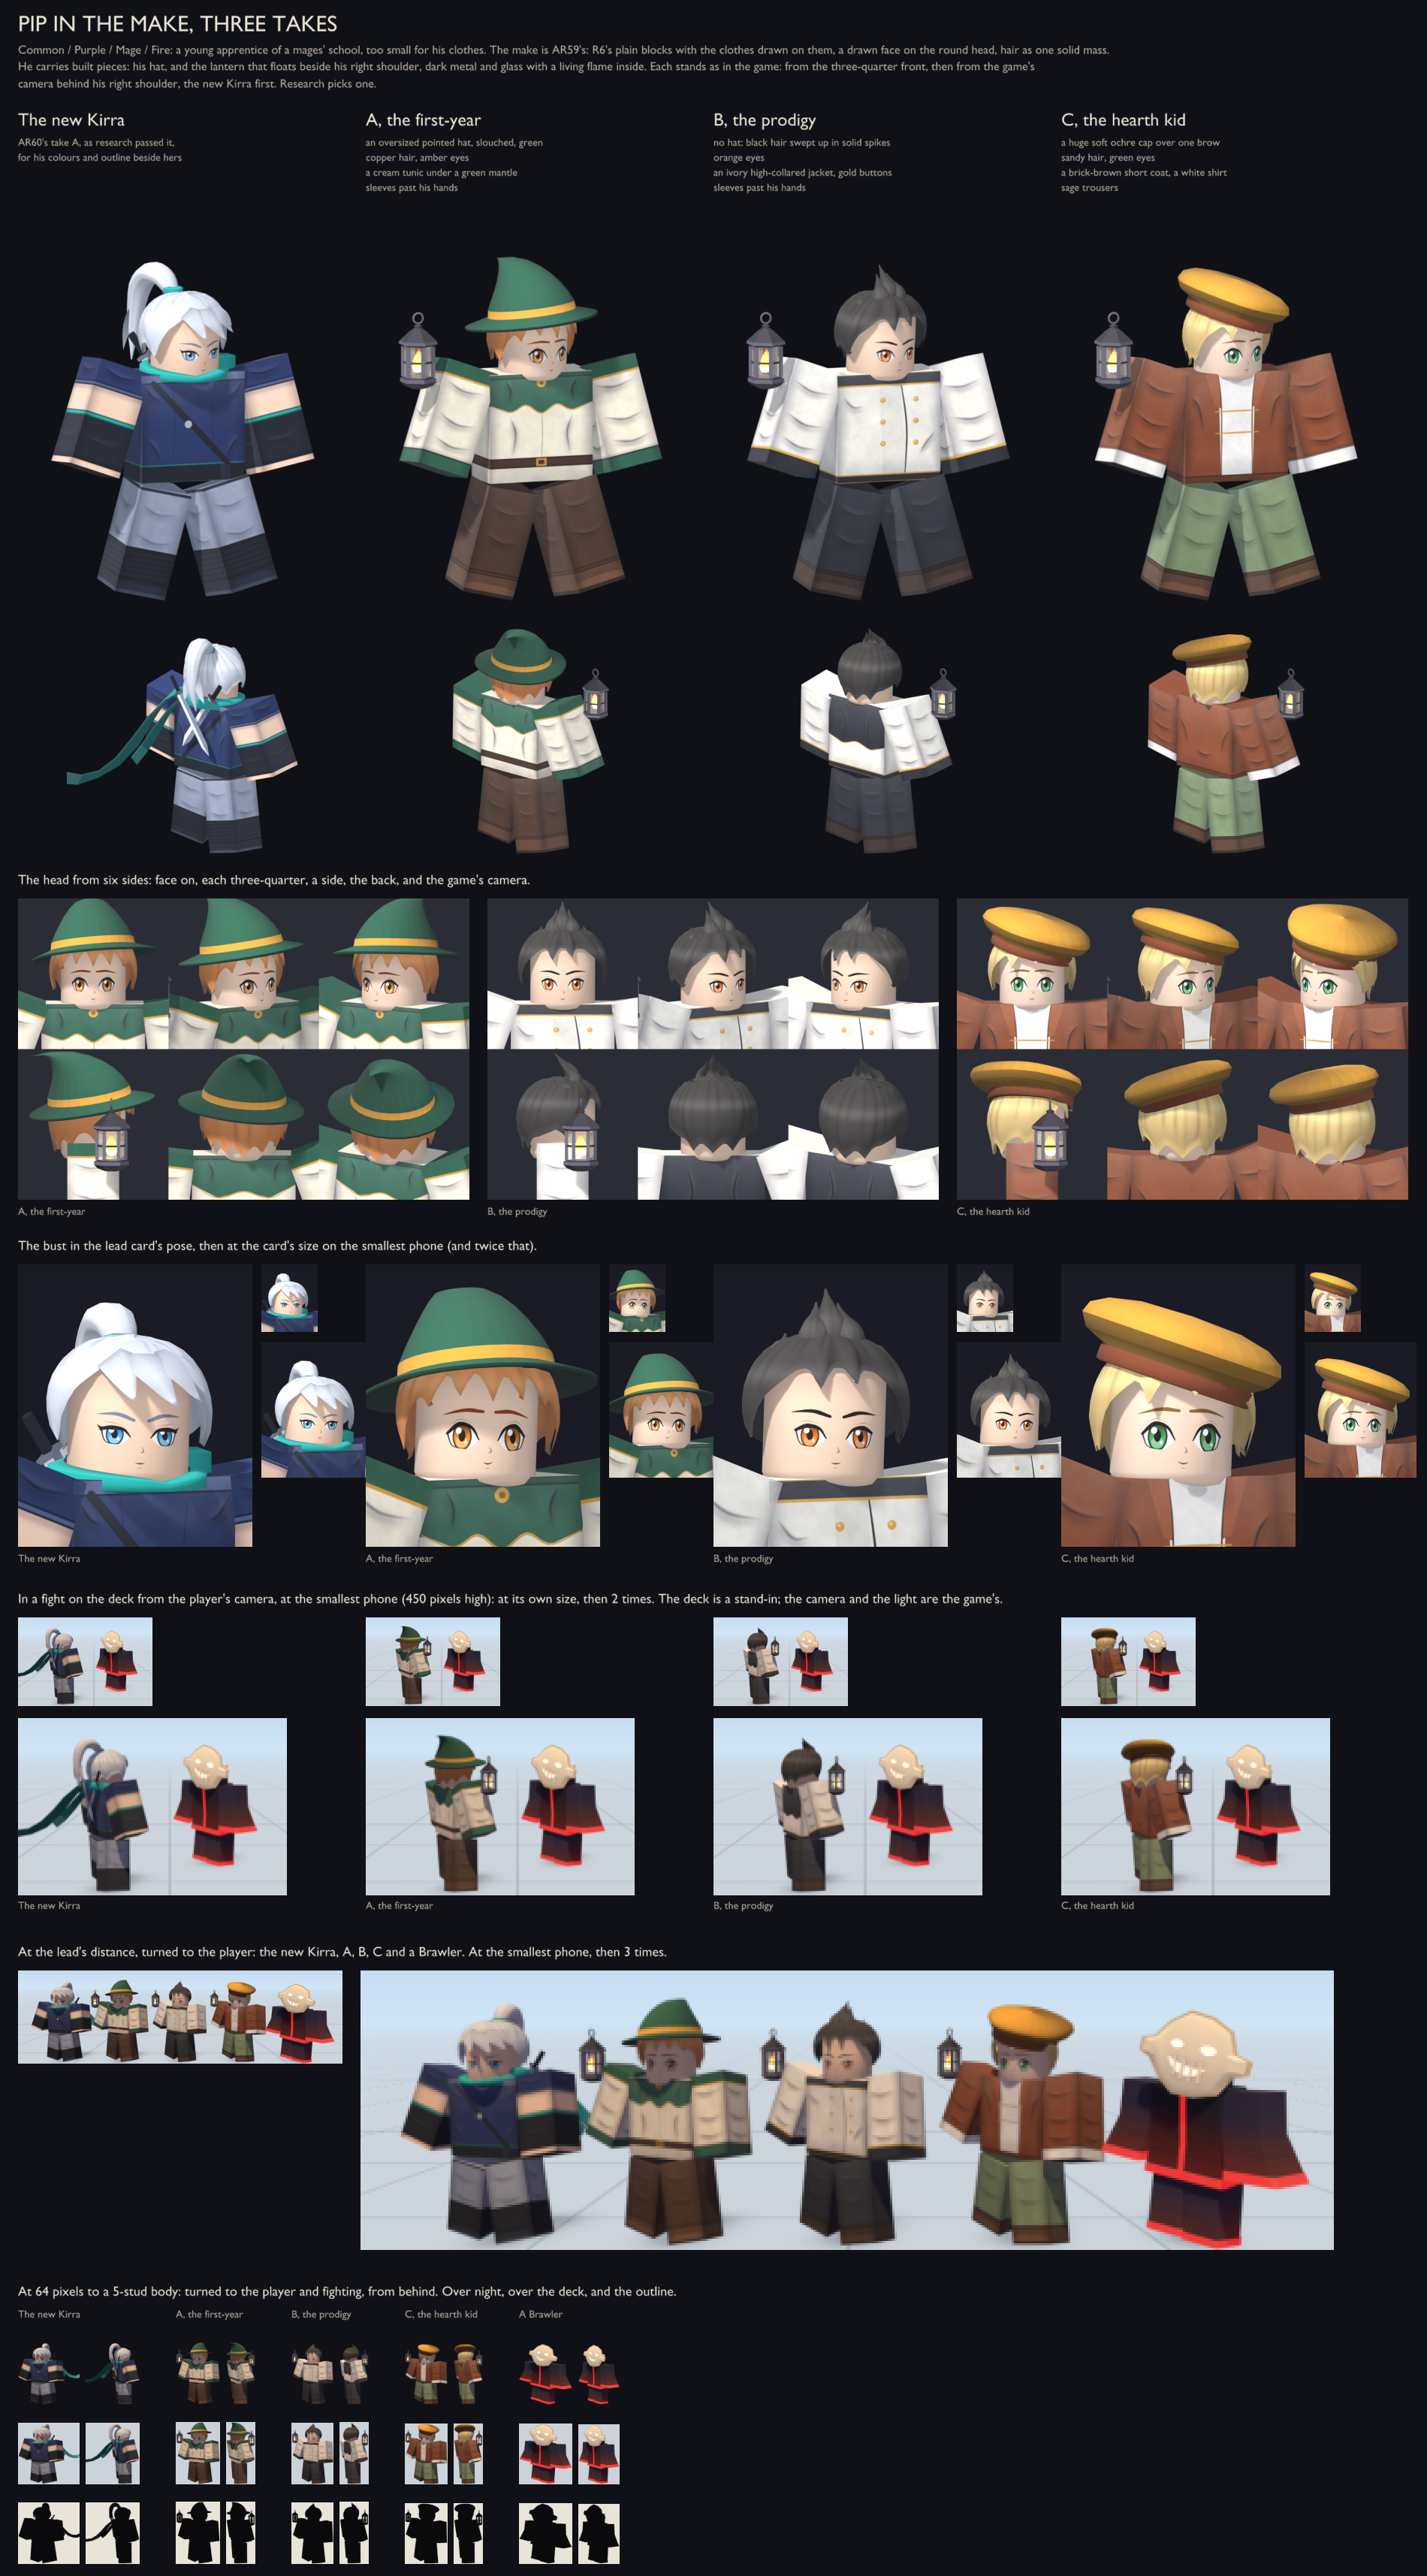 PIP IN THE MAKE, THREE TAKES
Common / Purple / Mage / Fire: a young apprentice of a mages' school, too small for his clothes. The make is AR59's: R6's plain blocks with the clothes drawn on them, a drawn face on the round head, hair as one solid mass.
He carries built pieces: his hat, and the lantern that floats beside his right shoulder, dark metal and glass with a living flame inside. Each stands as in the game: from the three-quarter front, then from the game's
camera behind his right shoulder, the new Kirra first. Research picks one.
The new Kirra
AR60's take A, as research passed it,
for his colours and outline beside hers
A, the first-year
an oversized pointed hat, slouched, green
copper hair, amber eyes
a cream tunic under a green mantle
sleeves past his hands
B, the prodigy
no hat: black hair swept up in solid spikes
orange eyes
an ivory high-collared jacket, gold buttons
sleeves past his hands
C, the hearth kid
a huge soft ochre cap over one brow
sandy hair, green eyes
a brick-brown short coat, a white shirt
sage trousers
The head from six sides: face on, each three-quarter, a side, the back, and the game's camera.
A, the first-year
B, the prodigy
C, the hearth kid
The bust in the lead card's pose, then at the card's size on the smallest phone (and twice that).
The new Kirra
A, the first-year
B, the prodigy
C, the hearth kid
In a fight on the deck from the player's camera, at the smallest phone (450 pixels high): at its own size, then 2 times. The deck is a stand-in; the camera and the light are the game's.
The new Kirra
A, the first-year
B, the prodigy
C, the hearth kid
At the lead's distance, turned to the player: the new Kirra, A, B, C and a Brawler. At the smallest phone, then 3 times.
At 64 pixels to a 5-stud body: turned to the player and fighting, from behind. Over night, over the deck, and the outline.
The new Kirra
A, the first-year
B, the prodigy
C, the hearth kid
A Brawler